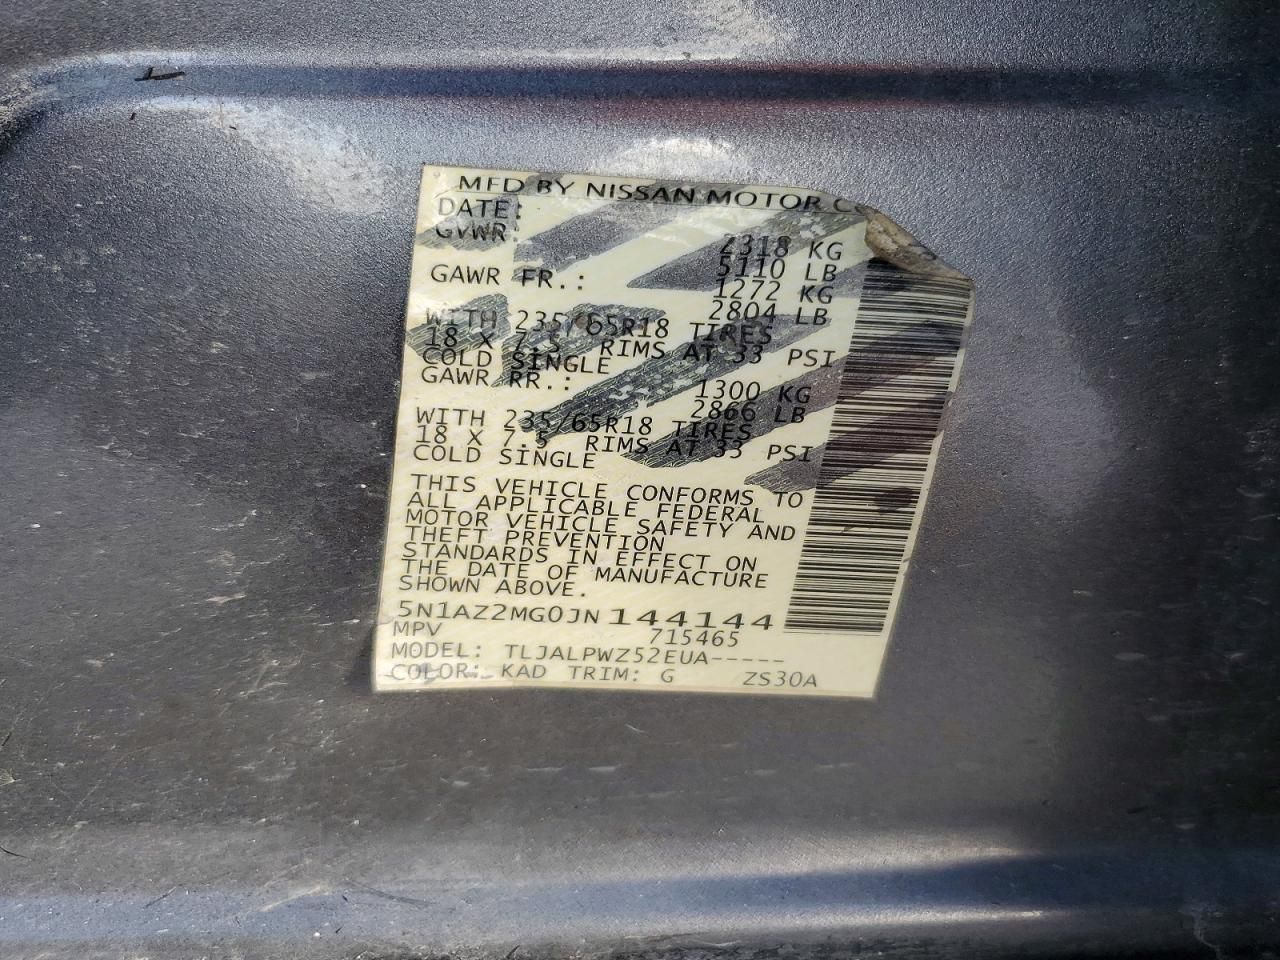 MFD BY NISSAN MOTOR
DATE:
GVWR: 2318 KG
5110 LB
GAWR FR.: 1272 KG
2804 LB
WITH 235/65R18 TIRES
18 X 7.5 RIMS AT 33 PSI
COLD SINGLE
GAWR RR.: 1300 KG
2866 LB
WITH 235/65R18 TIRES
18 X 7.5 RIMS AT 33 PSI
COLD SINGLE
THIS VEHICLE CONFORMS TO
ALL APPLICABLE FEDERAL
MOTOR VEHICLE SAFETY AND
THEFT PREVENTION
STANDARDS IN EFFECT ON
THE DATE OF MANUFACTURE
SHOWN ABOVE.
5N1AZ2MG0JN144144
MPV 715465
MODEL: TLJALPWZ52EUA-----
COLOR: KAD TRIM: G ZS30A